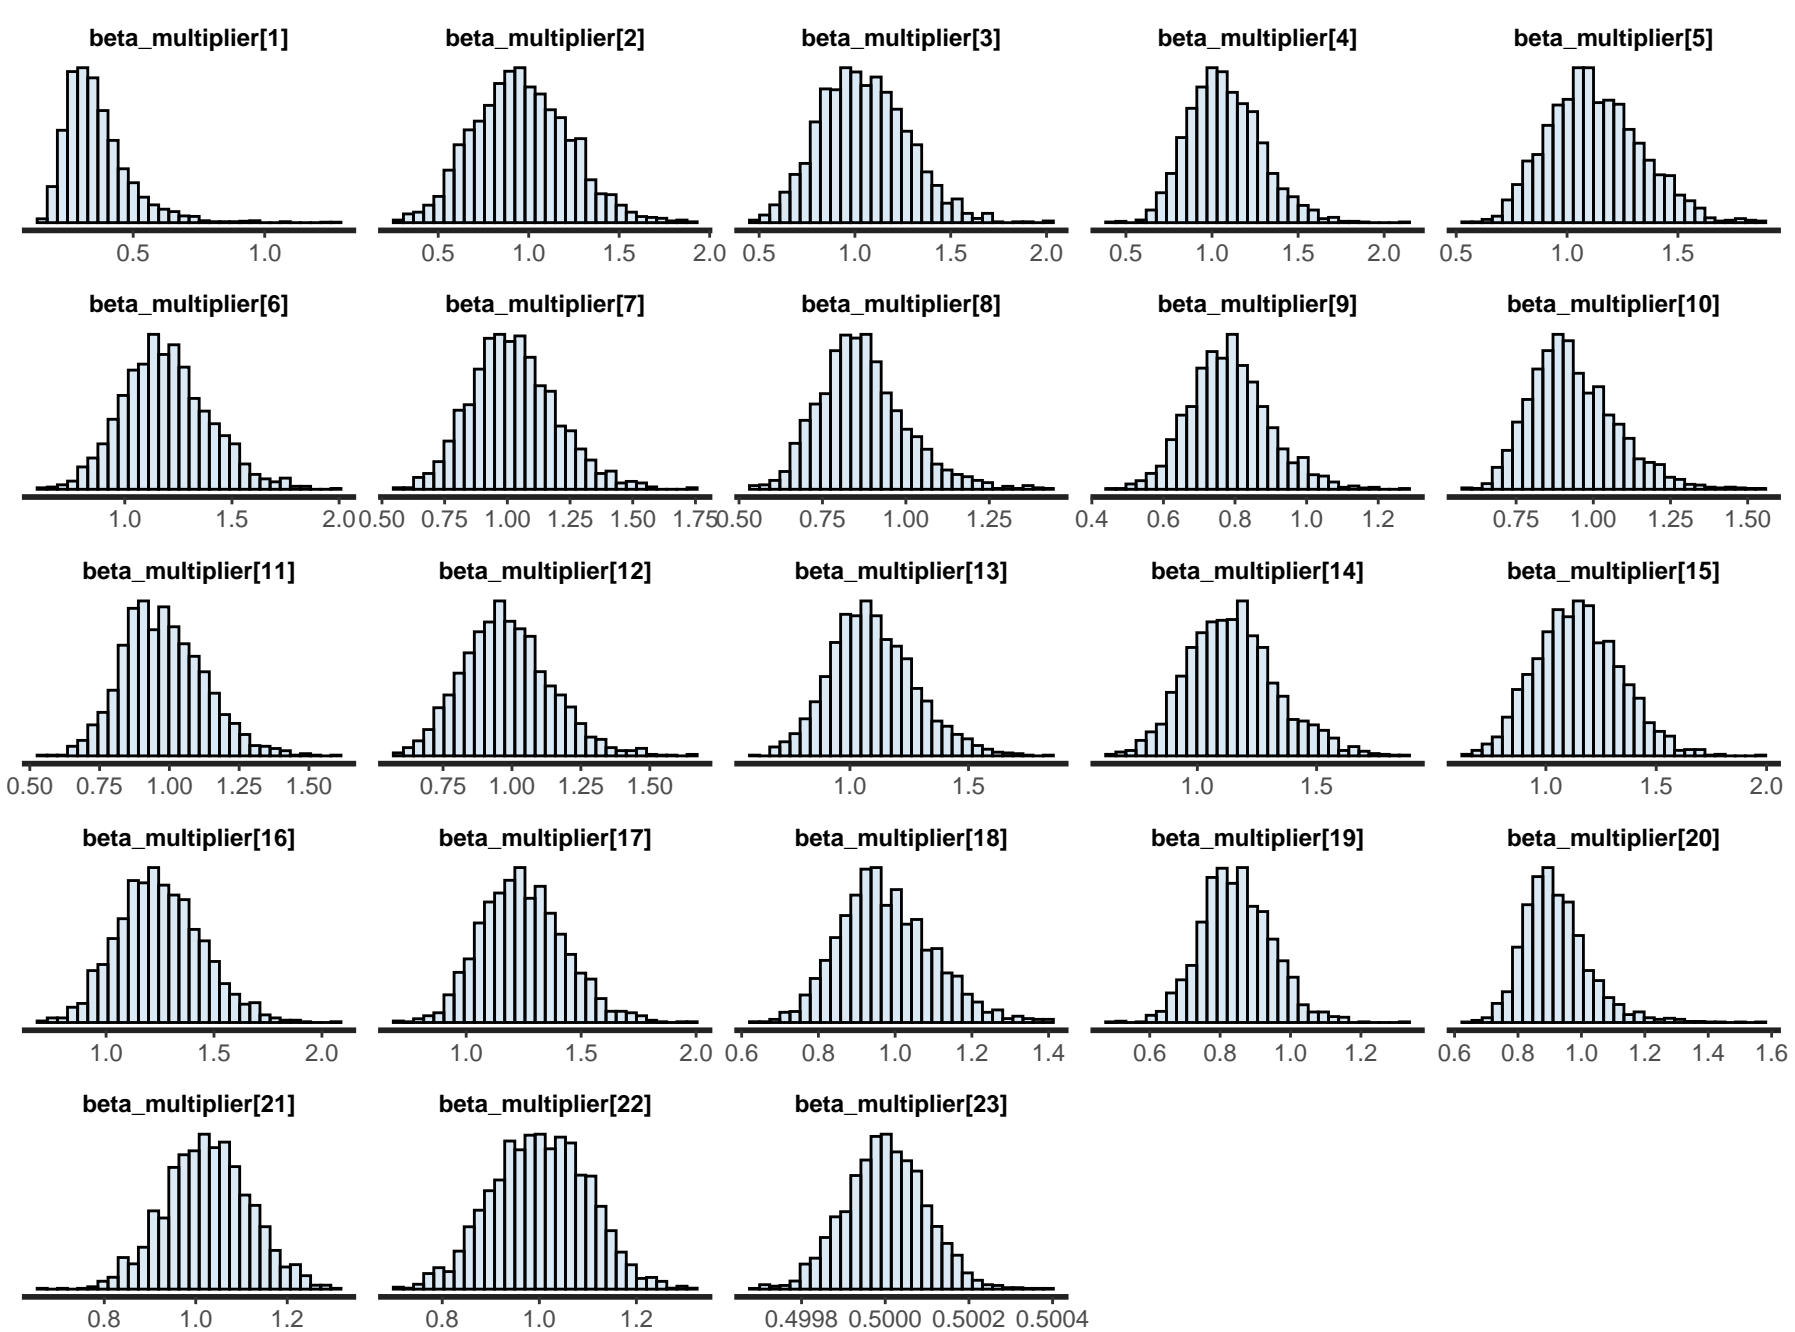 beta_multiplier[1] beta_multiplier[2] beta_multiplier[3] beta_multiplier[4] beta_multiplier[5]
0.5 1.0 0.5 1.0 1.5 2.0 0.5 1.0 1.5 2.0 0.5 1.0 1.5 2.0 0.5 1.0 1.5
beta_multiplier[6] beta_multiplier[7] beta_multiplier[8] beta_multiplier[9] beta_multiplier[10]
1.0 1.5 2.0 0.50 0.75 1.00 1.25 1.50 1.75 0.50 0.75 1.00 1.25 0.4 0.6 0.8 1.0 1.2 0.75 1.00 1.25 1.50
beta_multiplier[11] beta_multiplier[12] beta_multiplier[13] beta_multiplier[14] beta_multiplier[15]
0.50 0.75 1.00 1.25 1.50 0.75 1.00 1.25 1.50 1.0 1.5 1.0 1.5 1.0 1.5 2.0
beta_multiplier[16] beta_multiplier[17] beta_multiplier[18] beta_multiplier[19] beta_multiplier[20]
1.0 1.5 2.0 1.0 1.5 2.0 0.6 0.8 1.0 1.2 1.4 0.6 0.8 1.0 1.2 0.6 0.8 1.0 1.2 1.4 1.6
beta_multiplier[21] beta_multiplier[22] beta_multiplier[23]
0.8 1.0 1.2 0.8 1.0 1.2 0.4998 0.5000 0.5002 0.5004